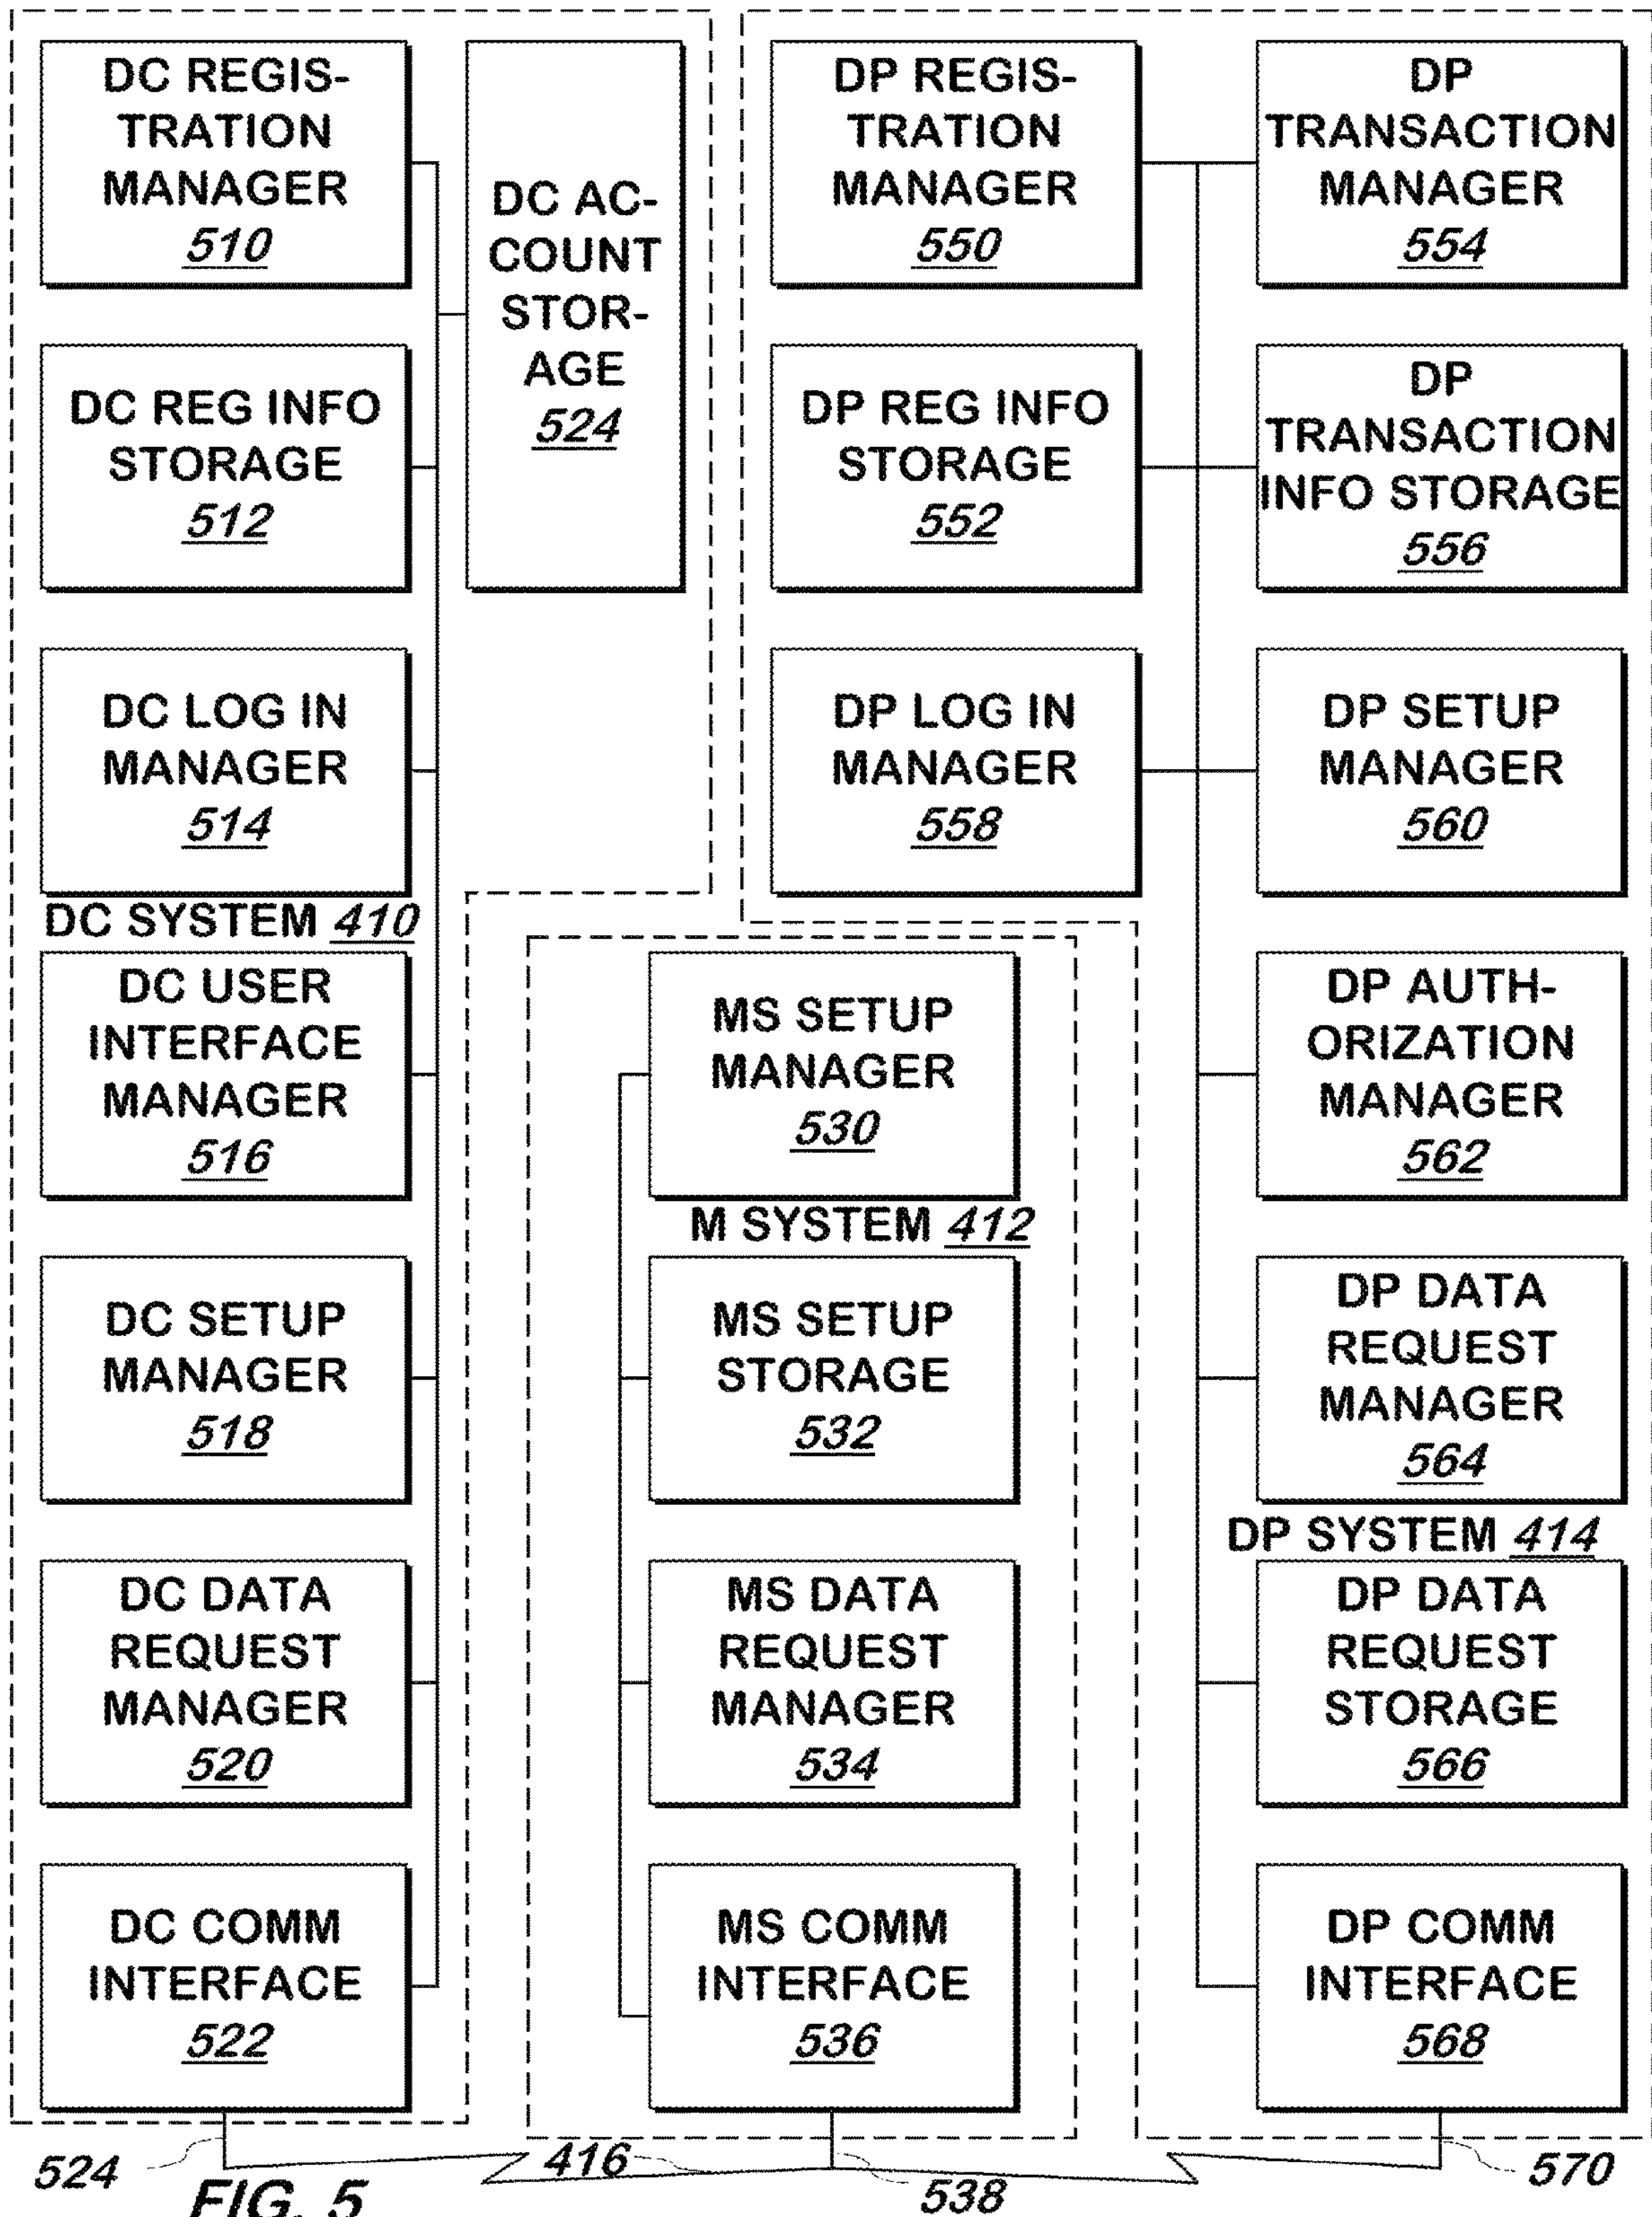 DC REGIS-
TRATION
MANAGER
510
DC AC-
COUNT
STOR-
AGE
524
DC REG INFO
STORAGE
512
DC LOG IN
MANAGER
514
DC SYSTEM 410
DC USER
INTERFACE
MANAGER
516
DC SETUP
MANAGER
518
DC DATA
REQUEST
MANAGER
520
DC COMM
INTERFACE
522
524
MS SETUP
MANAGER
530
M SYSTEM 412
MS SETUP
STORAGE
532
MS DATA
REQUEST
MANAGER
534
MS COMM
INTERFACE
536
416
538
DP REGIS-
TRATION
MANAGER
550
DP
TRANSACTION
MANAGER
554
DP REG INFO
STORAGE
552
DP
TRANSACTION
INFO STORAGE
556
DP LOG IN
MANAGER
558
DP SETUP
MANAGER
560
DP AUTH-
ORIZATION
MANAGER
562
DP DATA
REQUEST
MANAGER
564
DP SYSTEM 414
DP DATA
REQUEST
STORAGE
566
DP COMM
INTERFACE
568
570
FIG. 5